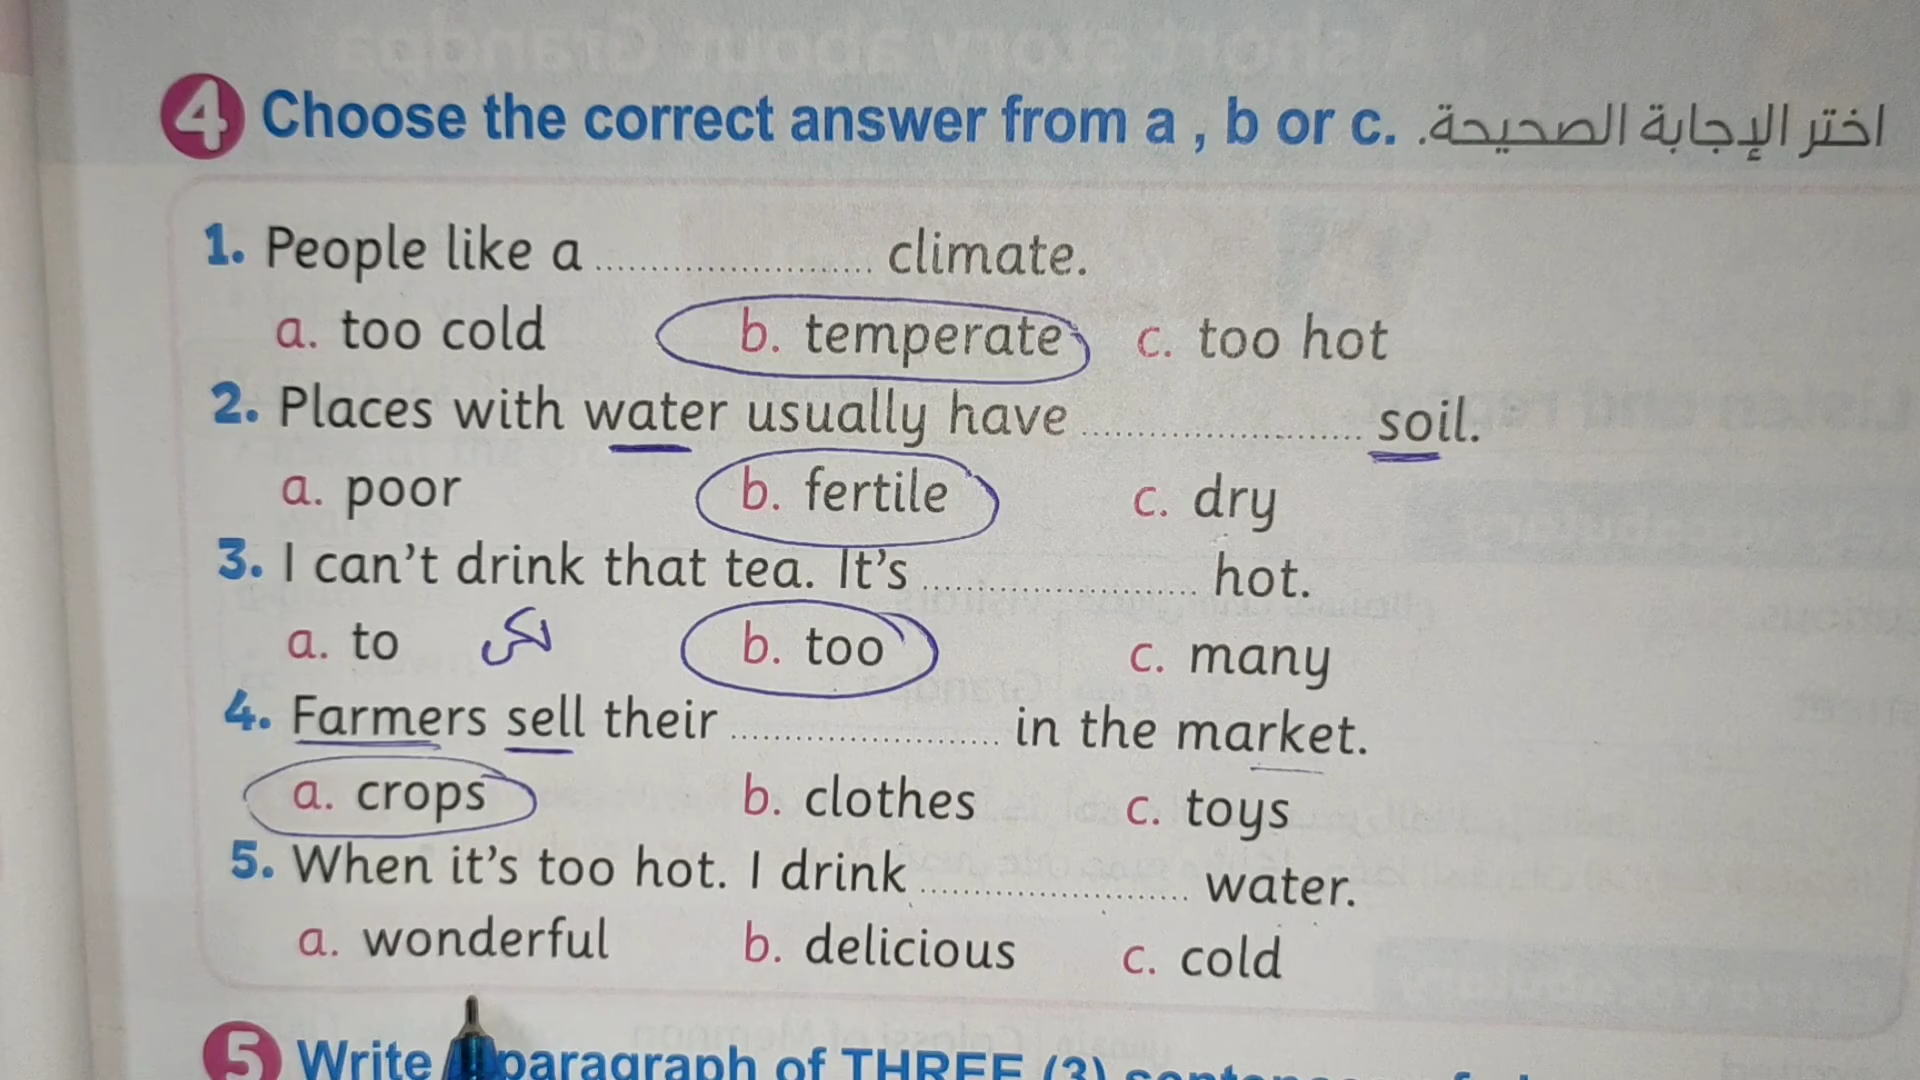 4 Choose the correct answer from a , b or c. اختر الإجابة الصحيحة.
1. People like a ........................ climate.
a. too cold b. temperate c. too hot
2. Places with water usually have ........................ soil.
a. poor b. fertile c. dry
3. I can't drink that tea. It's ........................ hot.
a. to لكى b. too c. many
4. Farmers sell their ........................ in the market.
a. crops b. clothes c. toys
5. When it's too hot. I drink ........................ water.
a. wonderful b. delicious c. cold
5 Write paragraph of THREE (3)